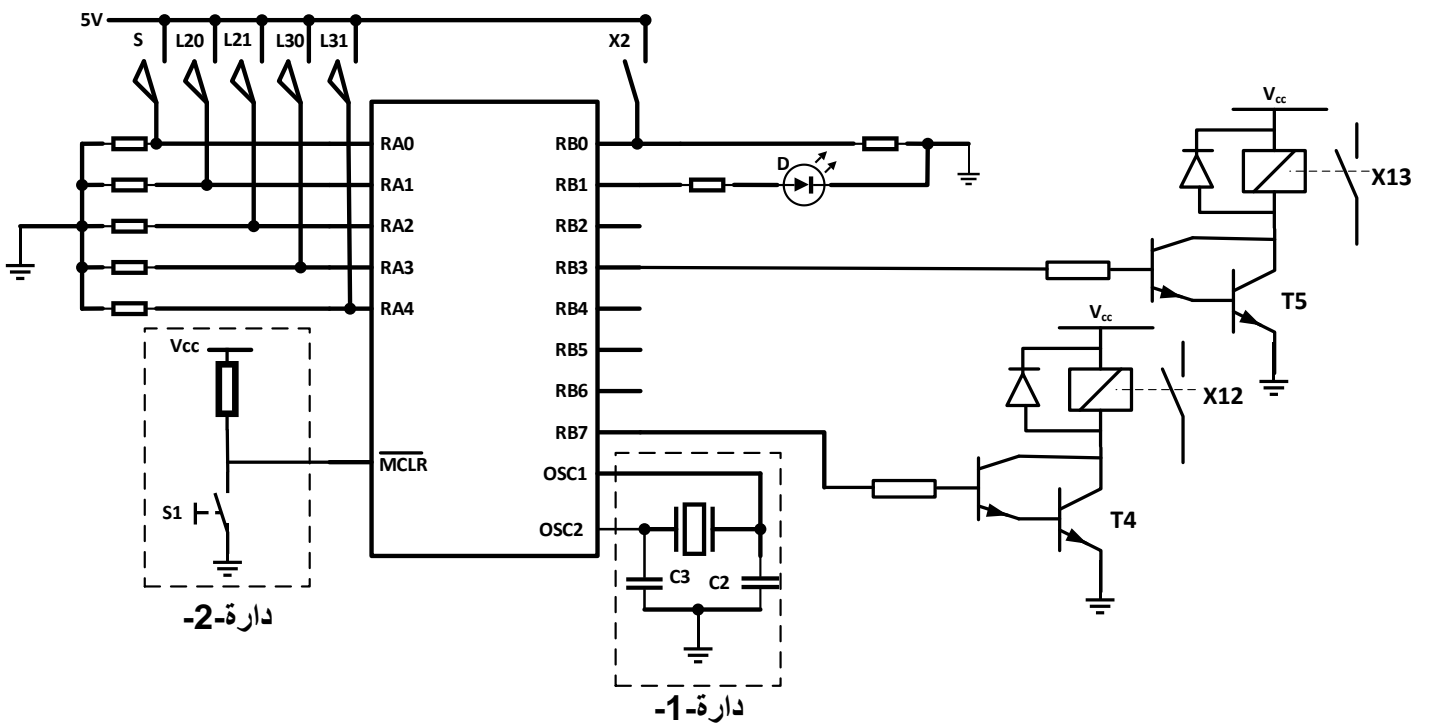 5V
S L20 L21 L30 L31 X2
RA0
RA1
RA2
RA3
RA4
MCLR
RB0
RB1
RB2
RB3
RB4
RB5
RB6
RB7
OSC1
OSC2
D
Vcc
X13
T5
Vcc
X12
T4
Vcc
S1
دارة-2-
C3 C2
دارة-1-